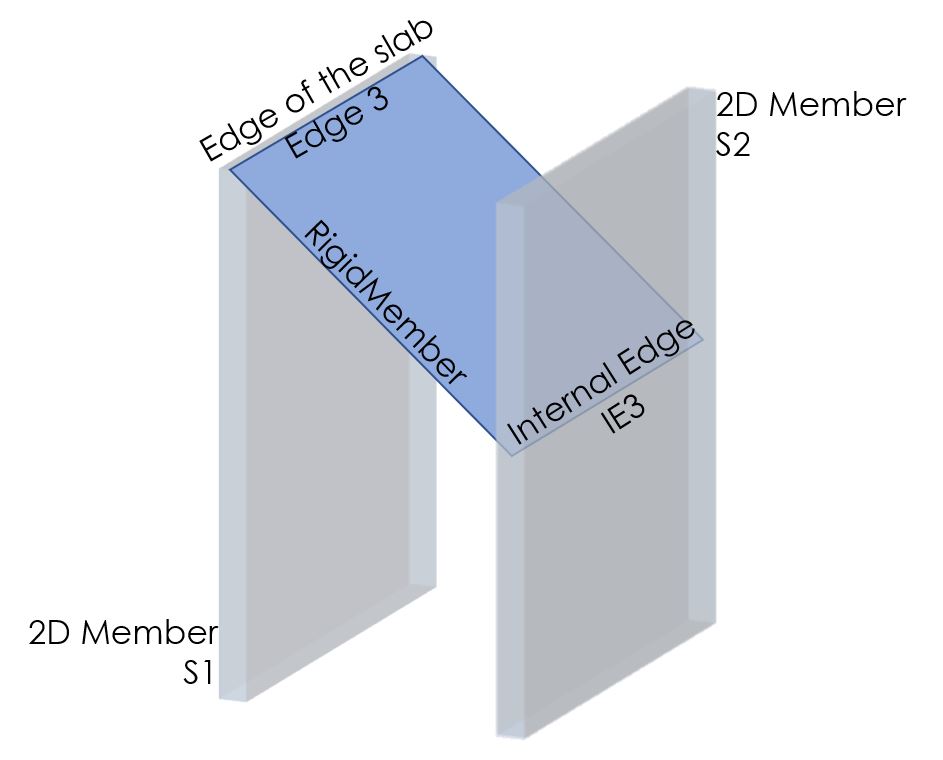 Edge of the slab
Edge 3
2D Member
S2
RigidMember
Internal Edge
IE3
2D Member
S1